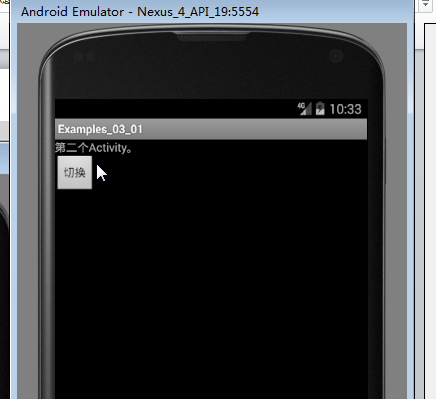 Android Emulator - Nexus_4_API_19:5554
4G 10:33
Examples_03_01
第二个Activity。
切换